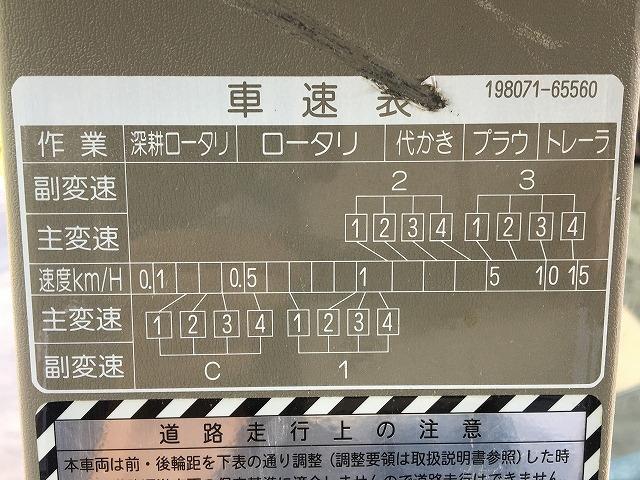 車速表 198071-65560
作業 深耕ロータリ ロータリ 代かき プラウ トレーラ
副変速 2 3
主変速 1 2 3 4 1 2 3 4
速度km/H 0.1 0.5 1 5 10 15
主変速 1 2 3 4 1 2 3 4
副変速 C 1
道路走行上の注意
本車両は前・後輪距を下表の通り調整（調整要領は取扱説明書参照）した時